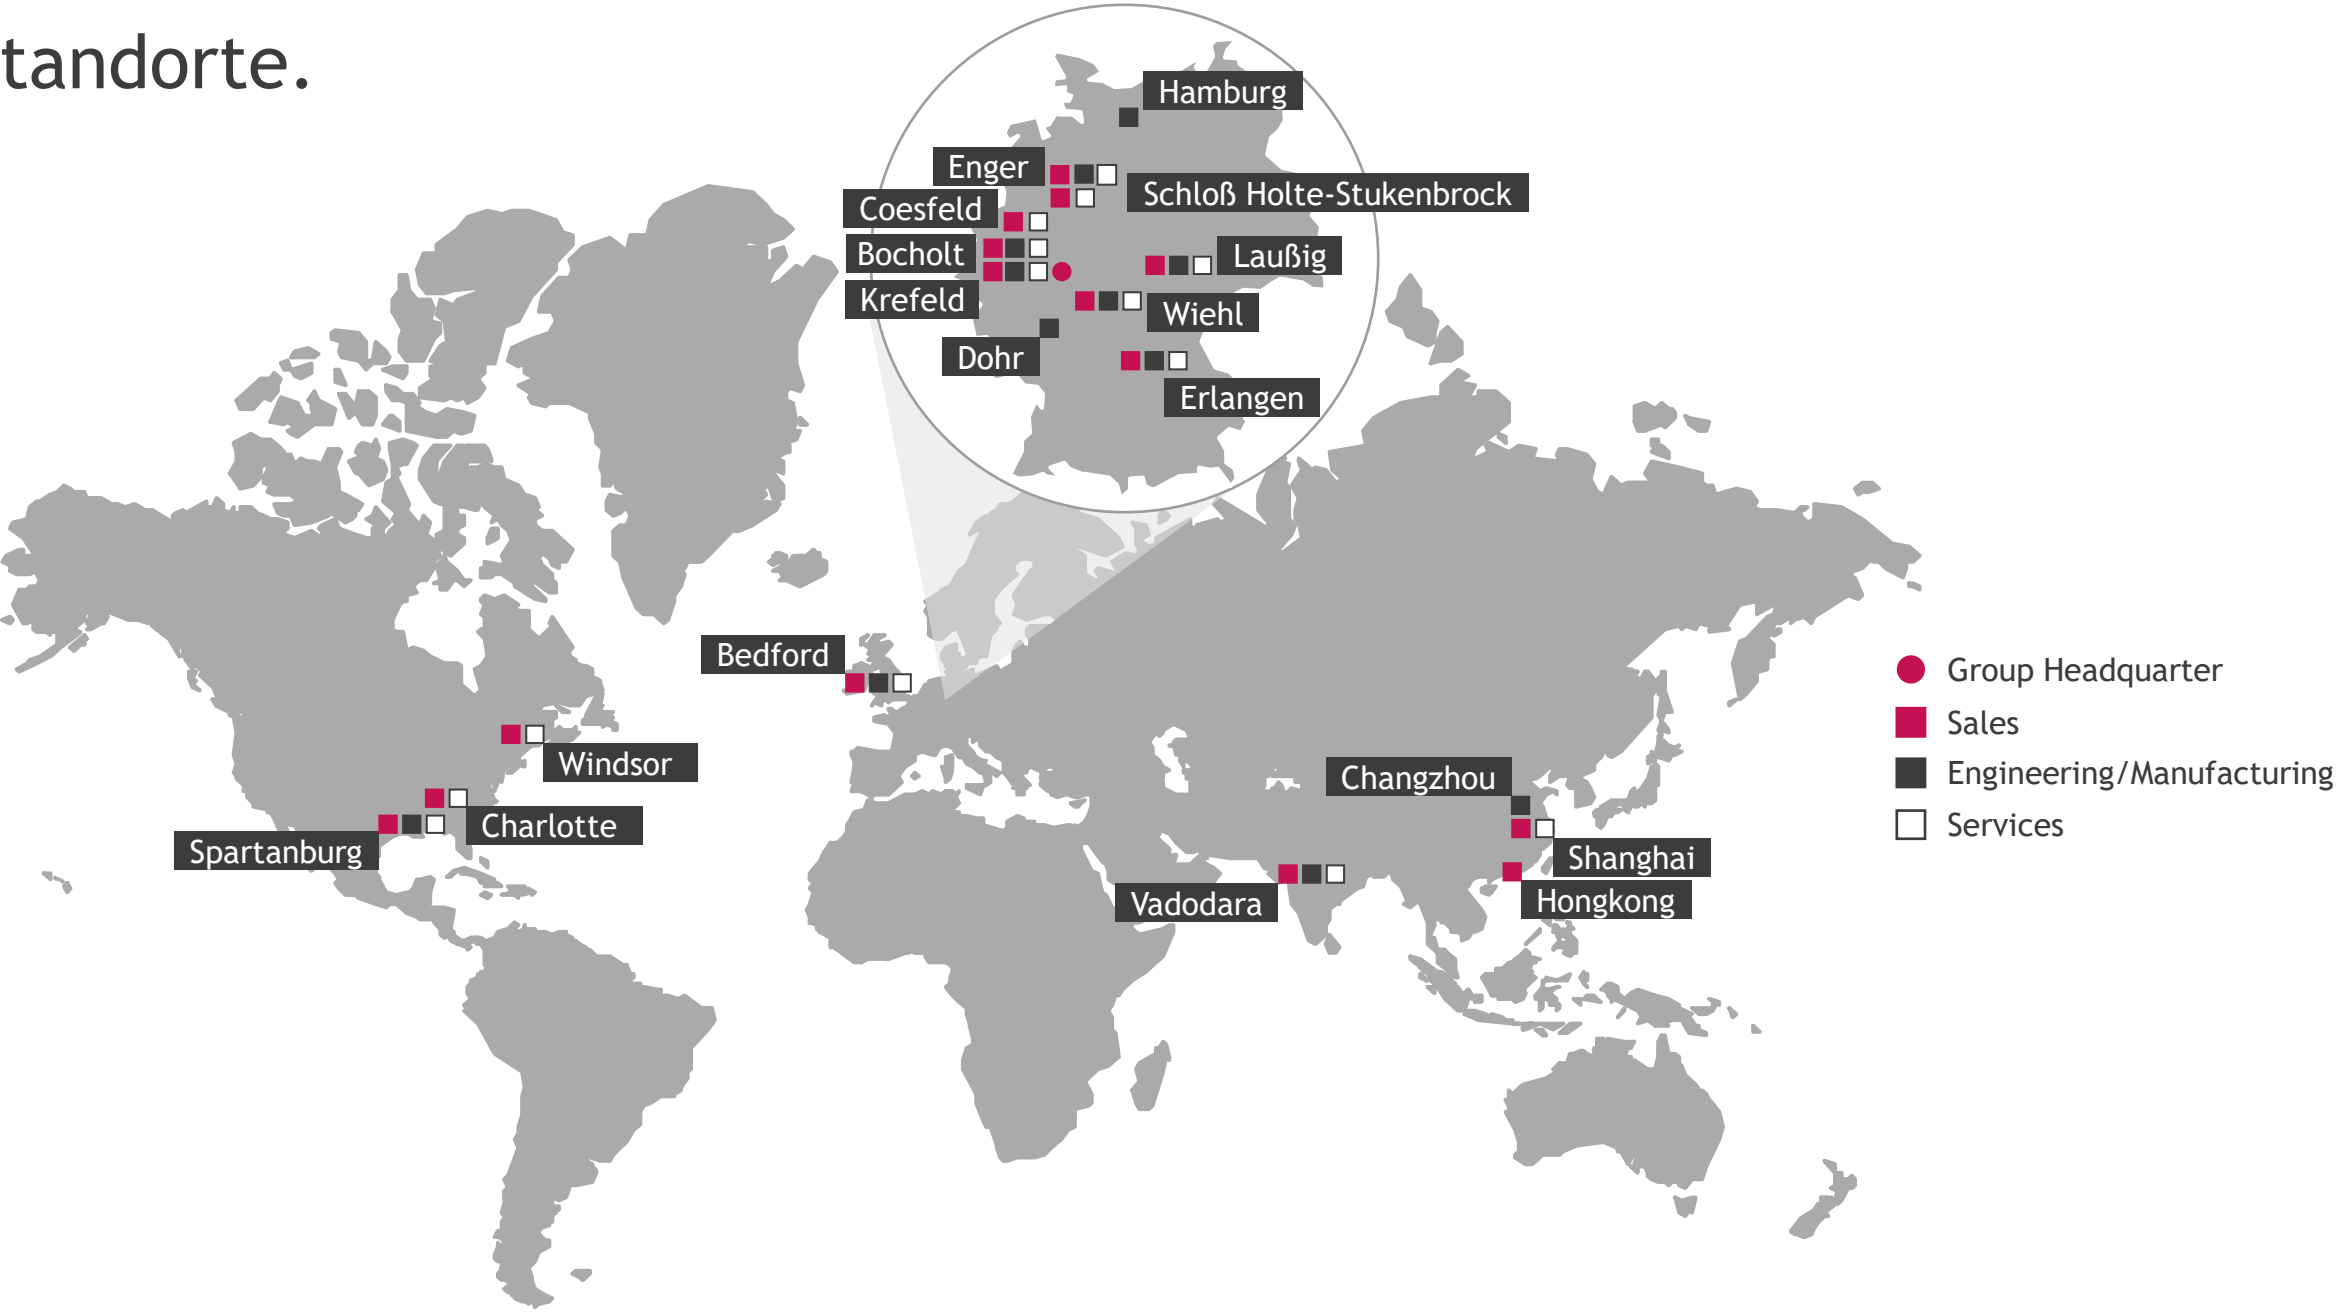 tandorte.
Hamburg
Enger
Schloß Holte-Stukenbrock
Coesfeld
Bocholt
Laußig
Krefeld
Wiehl
Dohr
Erlangen
Bedford
Group Headquarter
Sales
Windsor
Changzhou
Engineering/Manufacturing
Charlotte
Services
Spartanburg
Shanghai
Vadodara
Hongkong